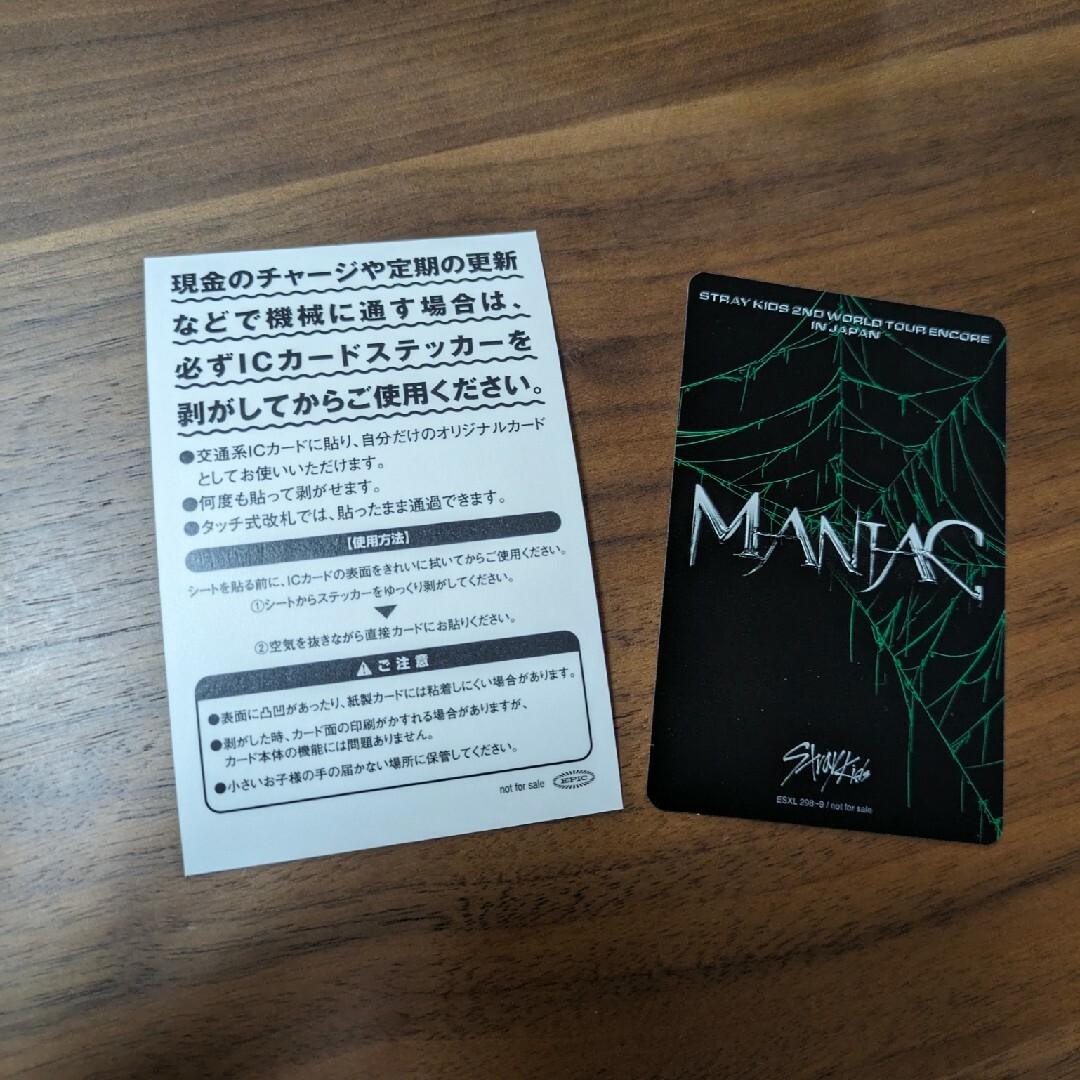 現金のチャージや定期の更新
などで機械に通す場合は、
必ずICカードステッカーを
剥がしてからご使用ください。
●交通系ICカードに貼り、自分だけのオリジナルカード
としてお使いいただけます。
●何度も貼って剥がせます。
●タッチ式改札では、貼ったまま通過できます。
【使用方法】
シートを貼る前に、ICカードの表面をきれいに拭いてからご使用ください。
①シートからステッカーをゆっくり剥がしてください。
②空気を抜きながら直接カードにお貼りください。
ご注意
●表面に凸凹があったり、紙製カードには粘着しにくい場合があります。
●剥がした時、カード面の印刷がかすれる場合がありますが、
カード本体の機能には問題ありません。
●小さいお子様の手の届かない場所に保管してください。
not for sale EPIC
STRAY KIDS 2ND WORLD TOUR ENCORE
IN JAPAN
MANIAC
Stray Kids
ESXL 298~9 / not for sale